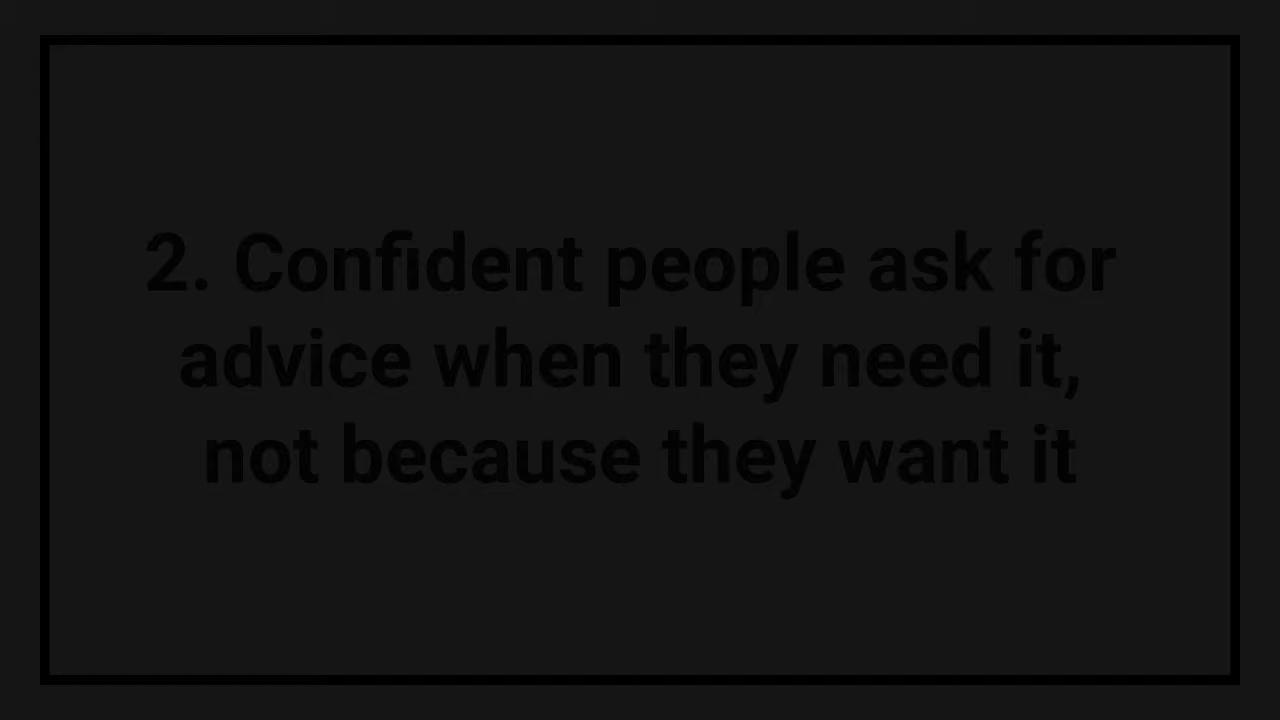 2. Confident people ask for
advice when they need it,
not because they want it